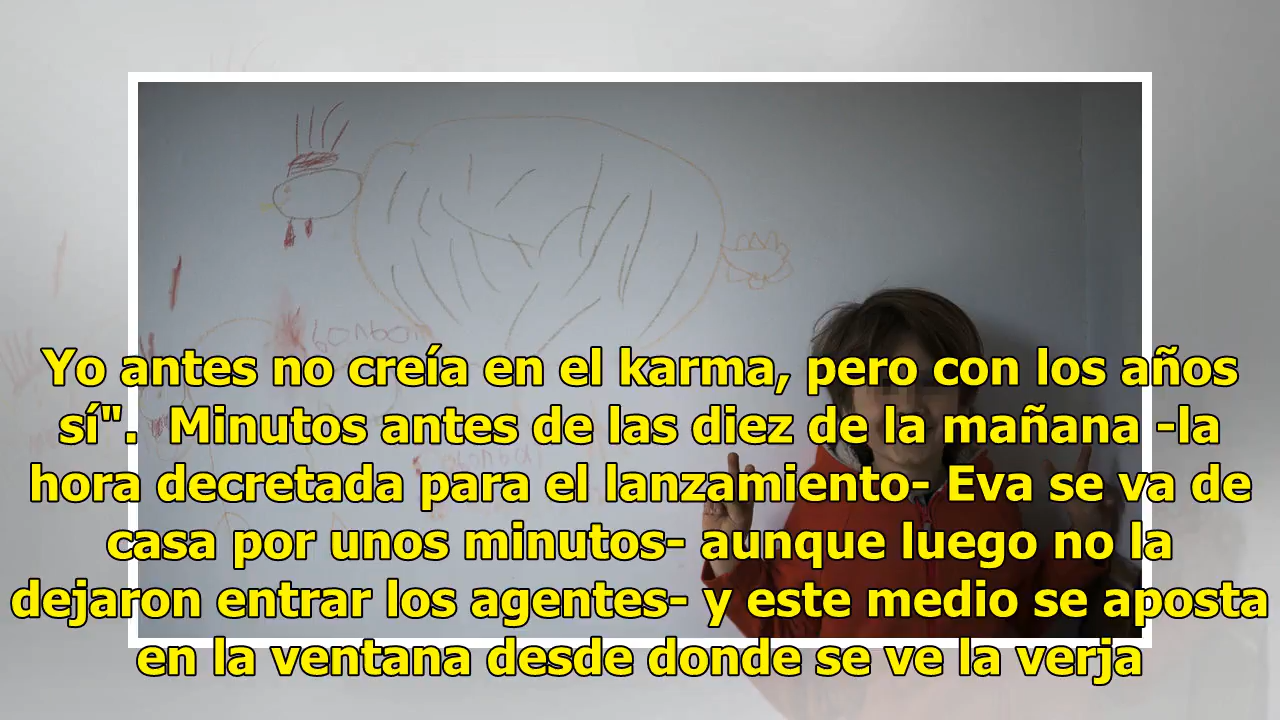 bonbon
Yo antes no creía en el karma, pero con los años
sí".  Minutos antes de las diez de la mañana -la
hora decretada para el lanzamiento- Eva se va de
casa por unos minutos- aunque luego no la
dejaron entrar los agentes- y este medio se aposta
en la ventana desde donde se ve la verja